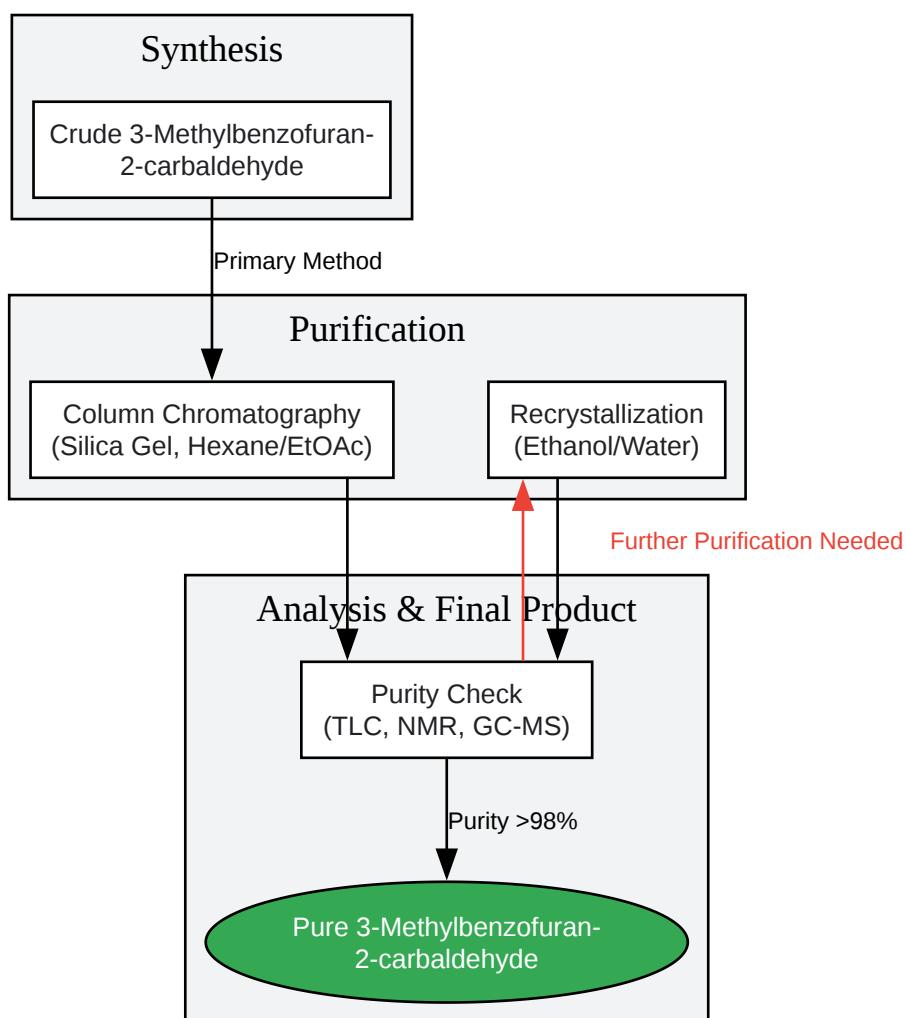 Synthesis
Crude 3-Methylbenzofuran-
2-carbaldehyde
Primary Method
Purification
Column Chromatography
(Silica Gel, Hexane/EtOAc)
Recrystallization
(Ethanol/Water)
Further Purification Needed
Analysis & Final Product
Purity Check
(TLC, NMR, GC-MS)
Purity >98%
Pure 3-Methylbenzofuran-
2-carbaldehyde